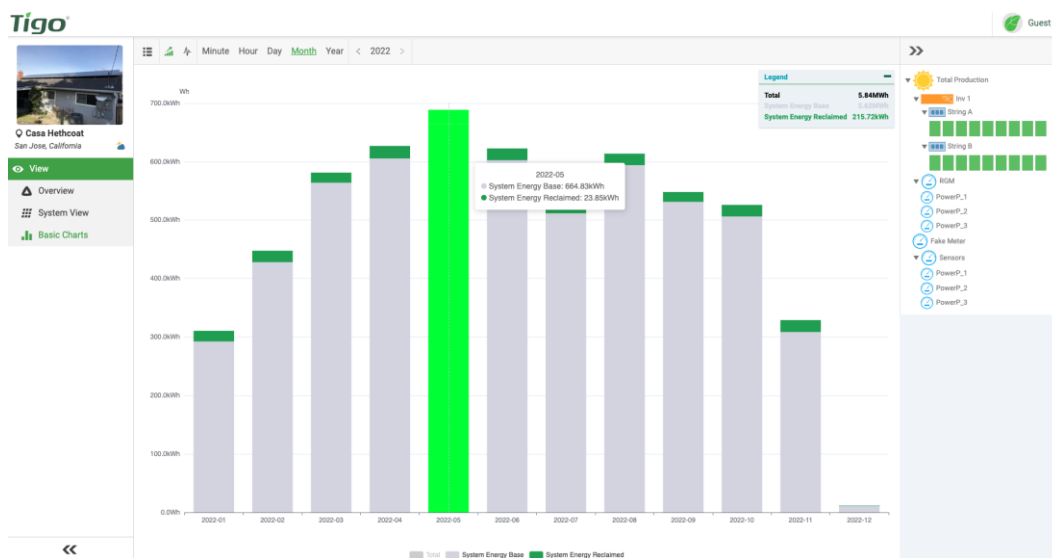 Tigo
Guest
Minute Hour Day Month Year < 2022 >
Casa Hethcoat
San Jose, California
View
Overview
System View
Basic Charts
Wh
700.0kWh
600.0kWh
500.0kWh
400.0kWh
300.0kWh
200.0kWh
100.0kWh
0.0Wh
Legend
Total 5.84MWh
System Energy Base 5.62MWh
System Energy Reclaimed 215.72kWh
2022-05
System Energy Base: 664.83kWh
System Energy Reclaimed: 23.85kWh
2022-01 2022-02 2022-03 2022-04 2022-05 2022-06 2022-07 2022-08 2022-09 2022-10 2022-11 2022-12
Total System Energy Base System Energy Reclaimed
Total Production
Inv 1
String A
String B
RGM
PowerP_1
PowerP_2
PowerP_3
Fake Meter
Sensors
PowerP_1
PowerP_2
PowerP_3